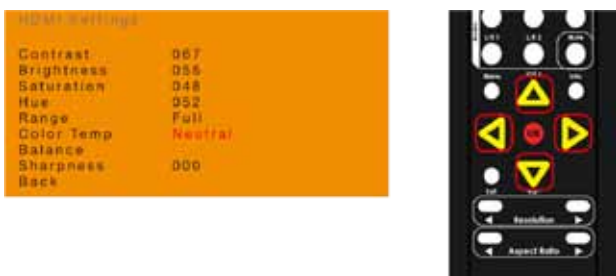 HDMI Settings
Contrast 067
Brightness 055
Saturation 048
Hue 052
Range Full
Color Temp Neutral
Balance
Sharpness 000
Back
Menu Info
OK
Exit
Resolution
Aspect Ratio